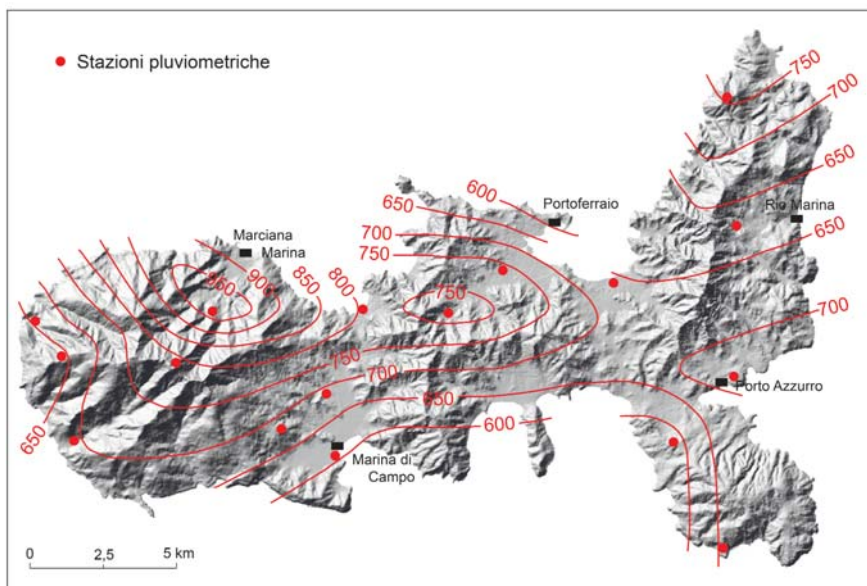 Stazioni pluviometriche
750
700
650
Rio Marina
650
600
Portoferraio
650
700
750
Marciana
Marina
950
900
850
800
750
700
Porto Azzurro
750
700
650
600
650
Marina di
Campo
0
2,5
5 km